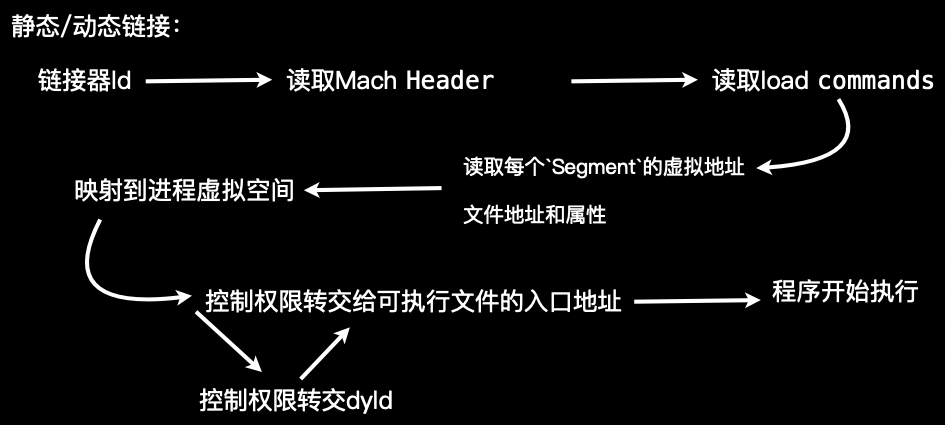 静态/动态链接：
链接器ld
读取Mach Header
读取load commands
读取每个`Segment`的虚拟地址
文件地址和属性
映射到进程虚拟空间
控制权限转交给可执行文件的入口地址
程序开始执行
控制权限转交dyld